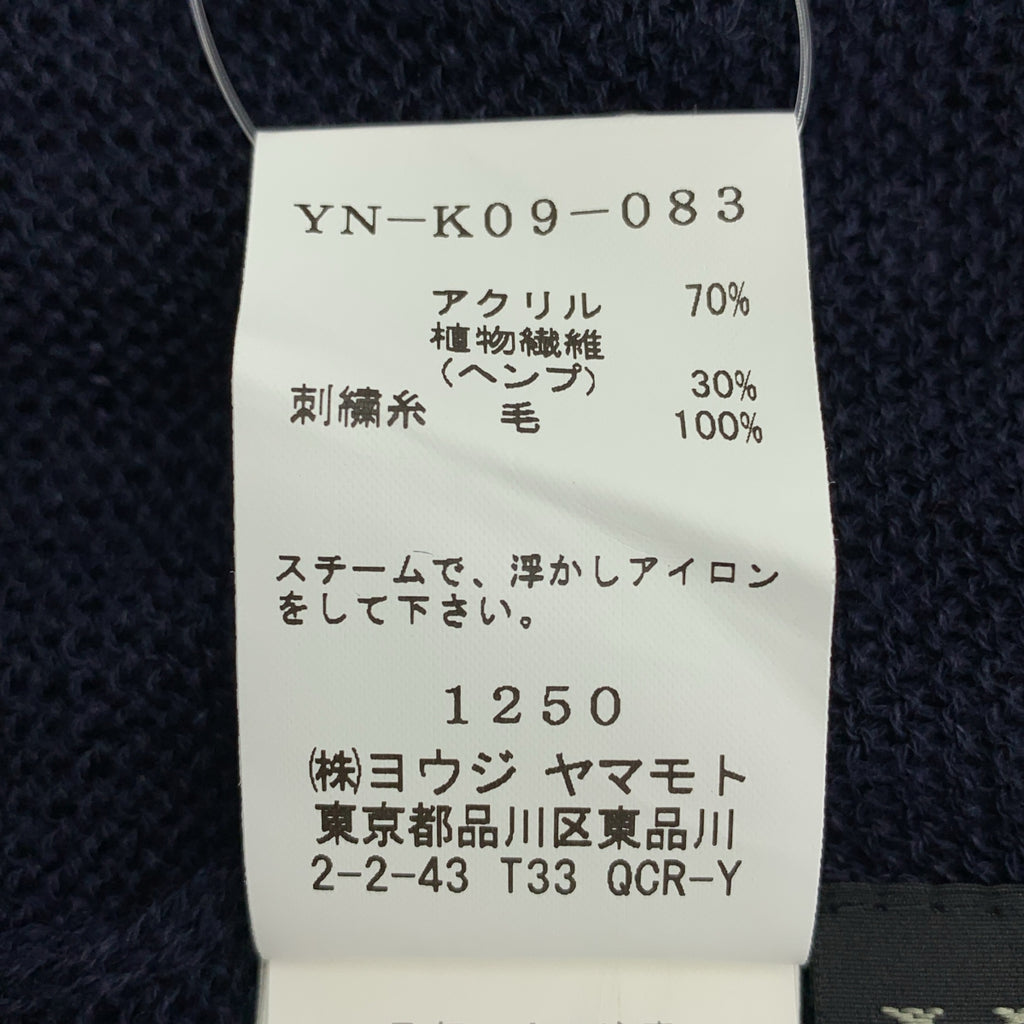 YN-K09-083
アクリル 70%
植物繊維
(ヘンプ) 30%
刺繍糸 毛 100%
スチームで、浮かしアイロン
をして下さい。
1250
㈱ヨウジ ヤマモト
東京都品川区東品川
2-2-43 T33 QCR-Y